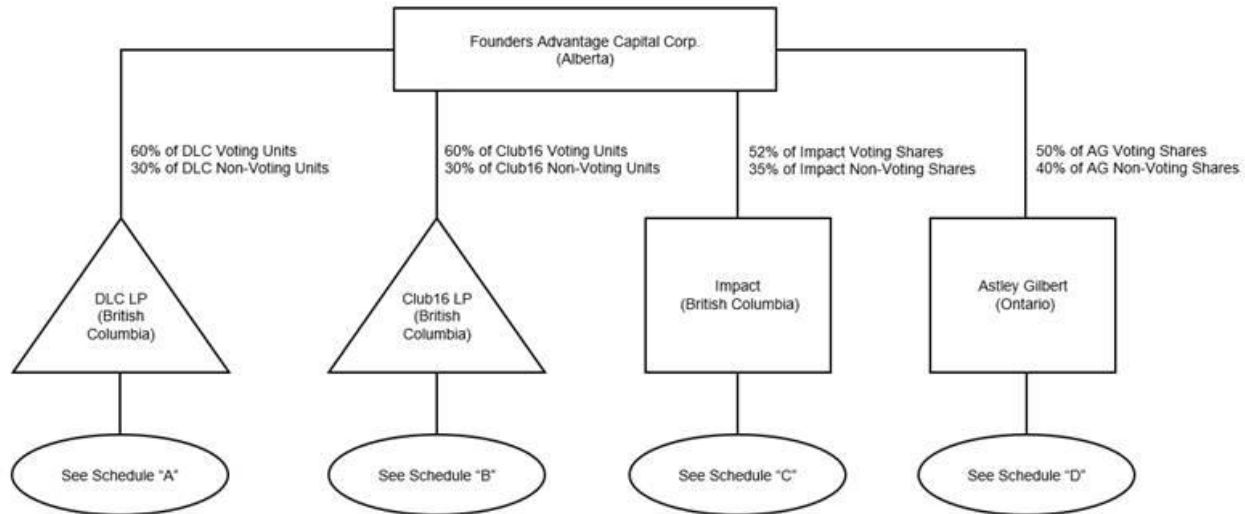 Founders Advantage Capital Corp.
(Alberta)
60% of DLC Voting Units
30% of DLC Non-Voting Units
60% of Club16 Voting Units
30% of Club16 Non-Voting Units
52% of Impact Voting Shares
35% of Impact Non-Voting Shares
50% of AG Voting Shares
40% of AG Non-Voting Shares
DLC LP
(British
Columbia)
Club16 LP
(British
Columbia)
Impact
(British Columbia)
Astley Gilbert
(Ontario)
See Schedule “A”
See Schedule “B”
See Schedule “C”
See Schedule “D”